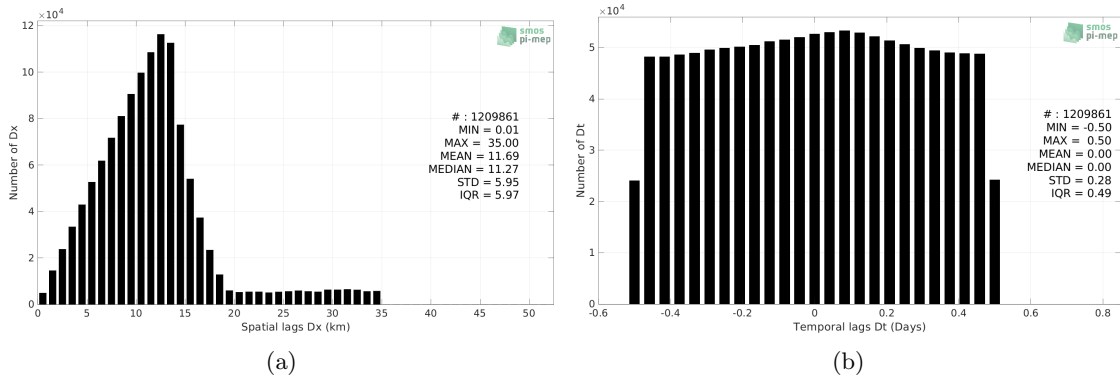 ×10⁴
12
10
8
6
4
2
0
0 5 10 15 20 25 30 35 40 45 50
Number of Dx
Spatial lags Dx (km)
smos
pi-mep
# : 1209861
MIN = 0.01
MAX = 35.00
MEAN = 11.69
MEDIAN = 11.27
STD = 5.95
IQR = 5.97
(a)
×10⁴
5
4
3
2
1
0
-0.6 -0.4 -0.2 0 0.2 0.4 0.6 0.8
Number of Dt
Temporal lags Dt (Days)
smos
pi-mep
# : 1209861
MIN = -0.50
MAX = 0.50
MEAN = 0.00
MEDIAN = 0.00
STD = 0.28
IQR = 0.49
(b)